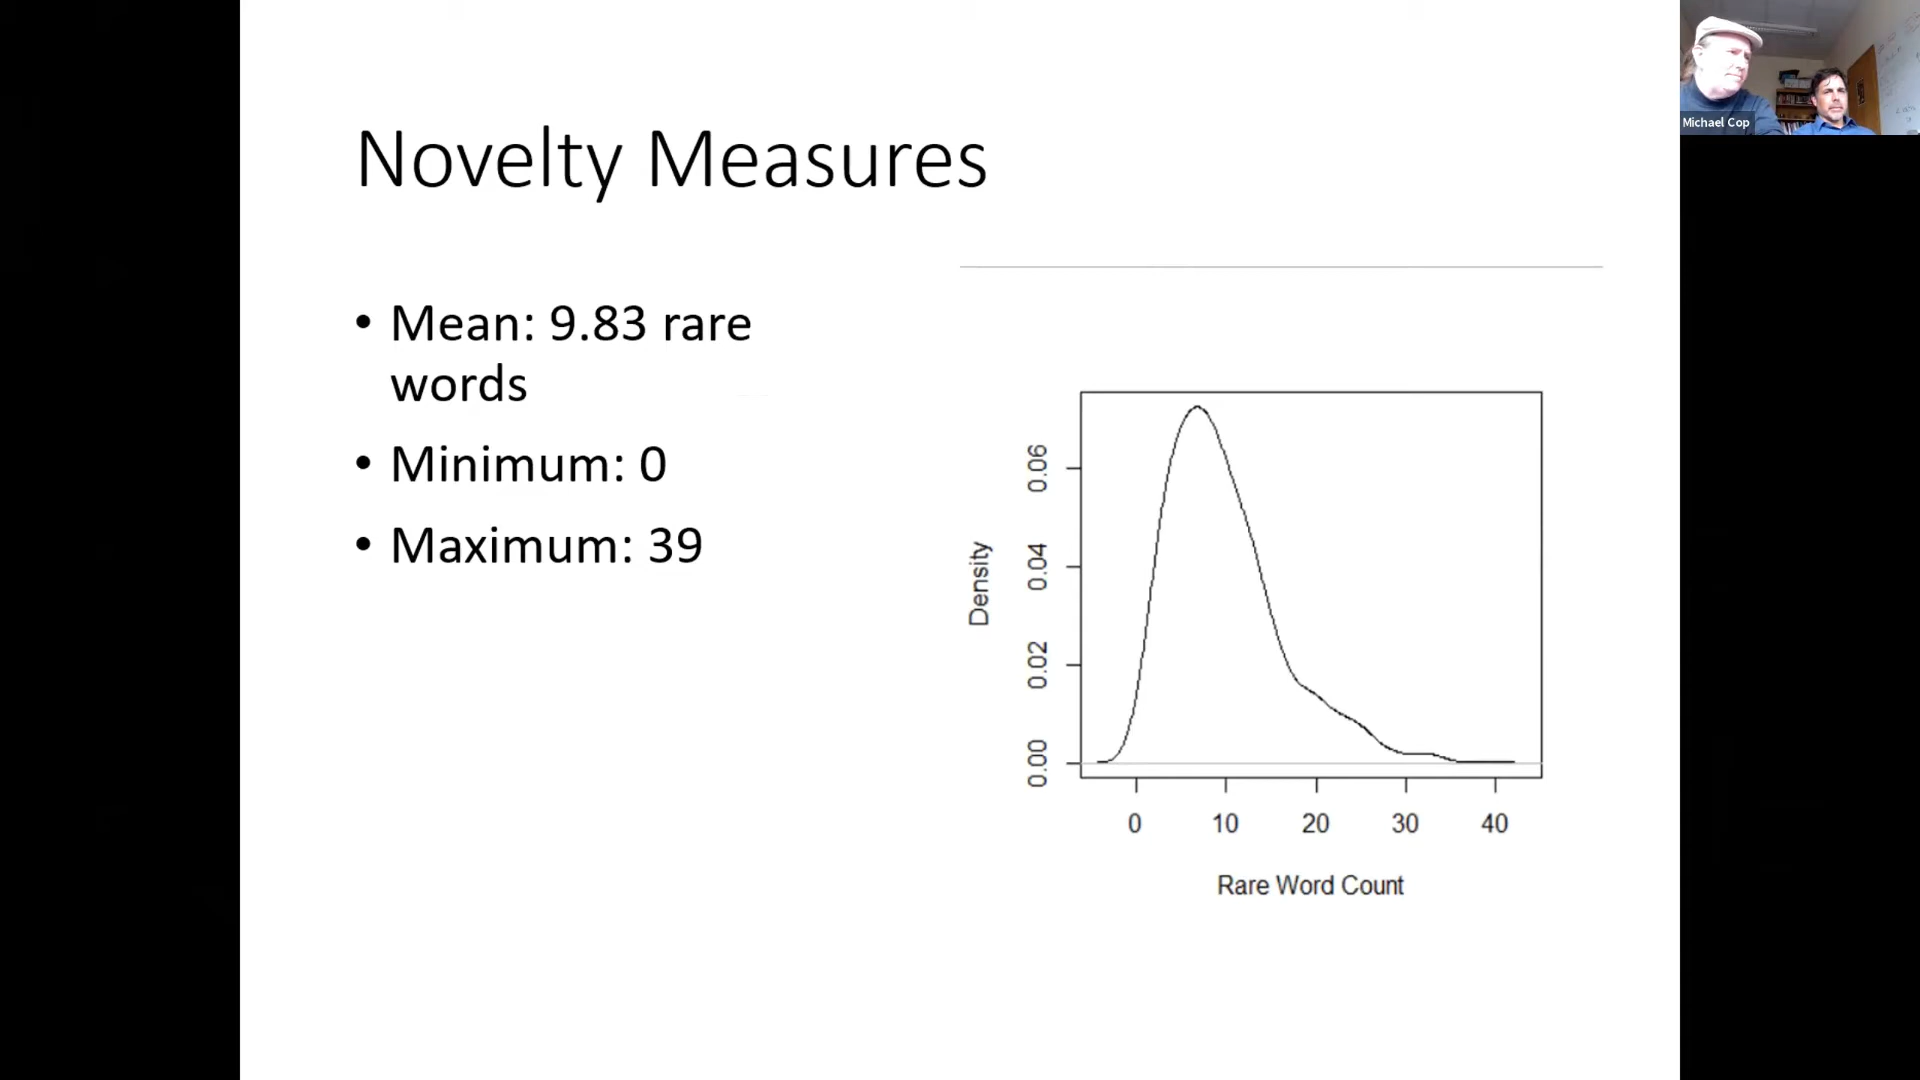 Novelty Measures
• Mean: 9.83 rare
words
• Minimum: 0
• Maximum: 39
Density
0.06
0.04
0.02
0.00
0 10 20 30 40
Rare Word Count
Michael Cop